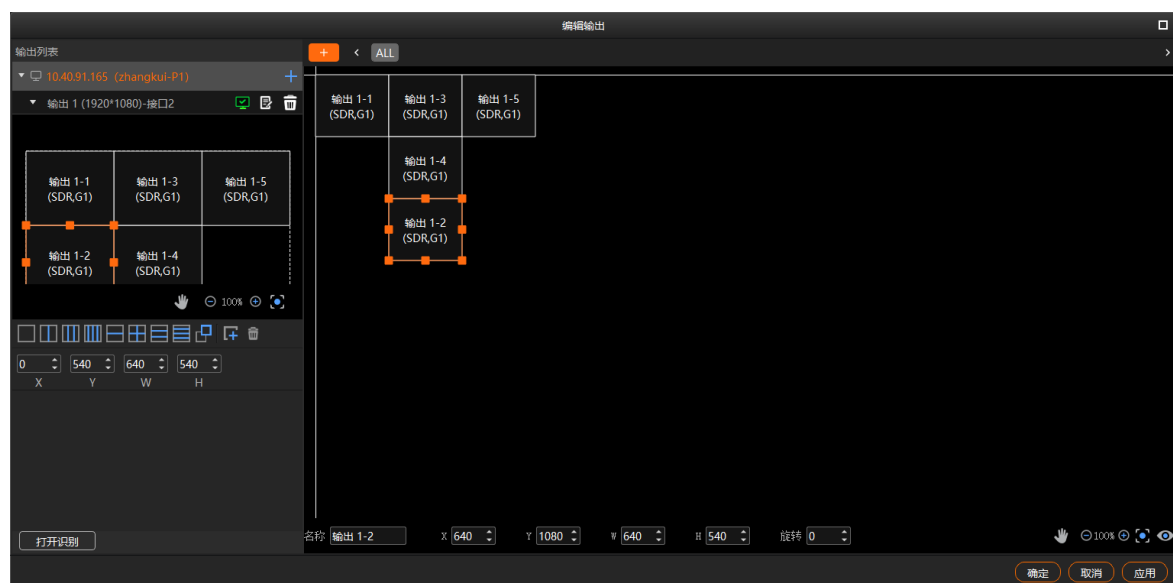 编辑输出
输出列表
+ < ALL >
10.40.91.165 (zhangkui-P1) +
输出 1 (1920*1080)-接口2
输出 1-1 输出 1-3 输出 1-5
(SDR,G1) (SDR,G1) (SDR,G1)
输出 1-2 输出 1-4
(SDR,G1) (SDR,G1)
100%
0 540 640 540
X Y W H
打开识别
输出 1-1 输出 1-3 输出 1-5
(SDR,G1) (SDR,G1) (SDR,G1)
输出 1-4
(SDR,G1)
输出 1-2
(SDR,G1)
名称 输出 1-2 X 640 Y 1080 W 640 H 540 旋转 0 100%
确定 取消 应用